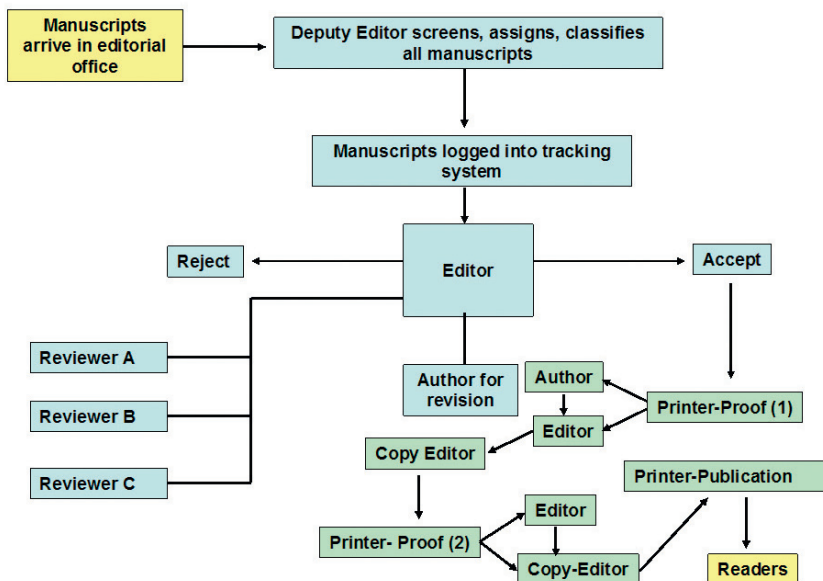 Manuscripts
arrive in editorial
office
Deputy Editor screens, assigns, classifies
all manuscripts
Manuscripts logged into tracking
system
Reject
Editor
Accept
Reviewer A
Reviewer B
Reviewer C
Author for
revision
Author
Editor
Printer-Proof (1)
Copy Editor
Printer- Proof (2)
Editor
Copy-Editor
Printer-Publication
Readers